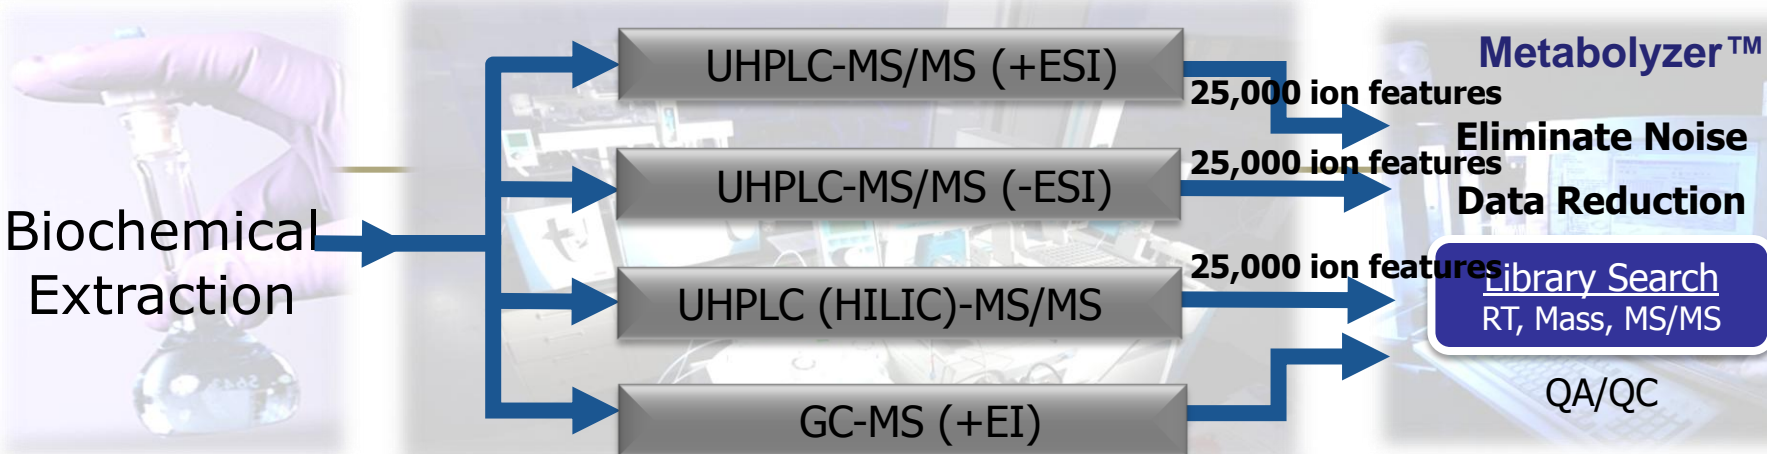 Biochemical
Extraction
UHPLC-MS/MS (+ESI)
UHPLC-MS/MS (-ESI)
UHPLC (HILIC)-MS/MS
GC-MS (+EI)
25,000 ion features
25,000 ion features
25,000 ion features
Metabolyzer™
Eliminate Noise
Data Reduction
Library Search
RT, Mass, MS/MS
QA/QC